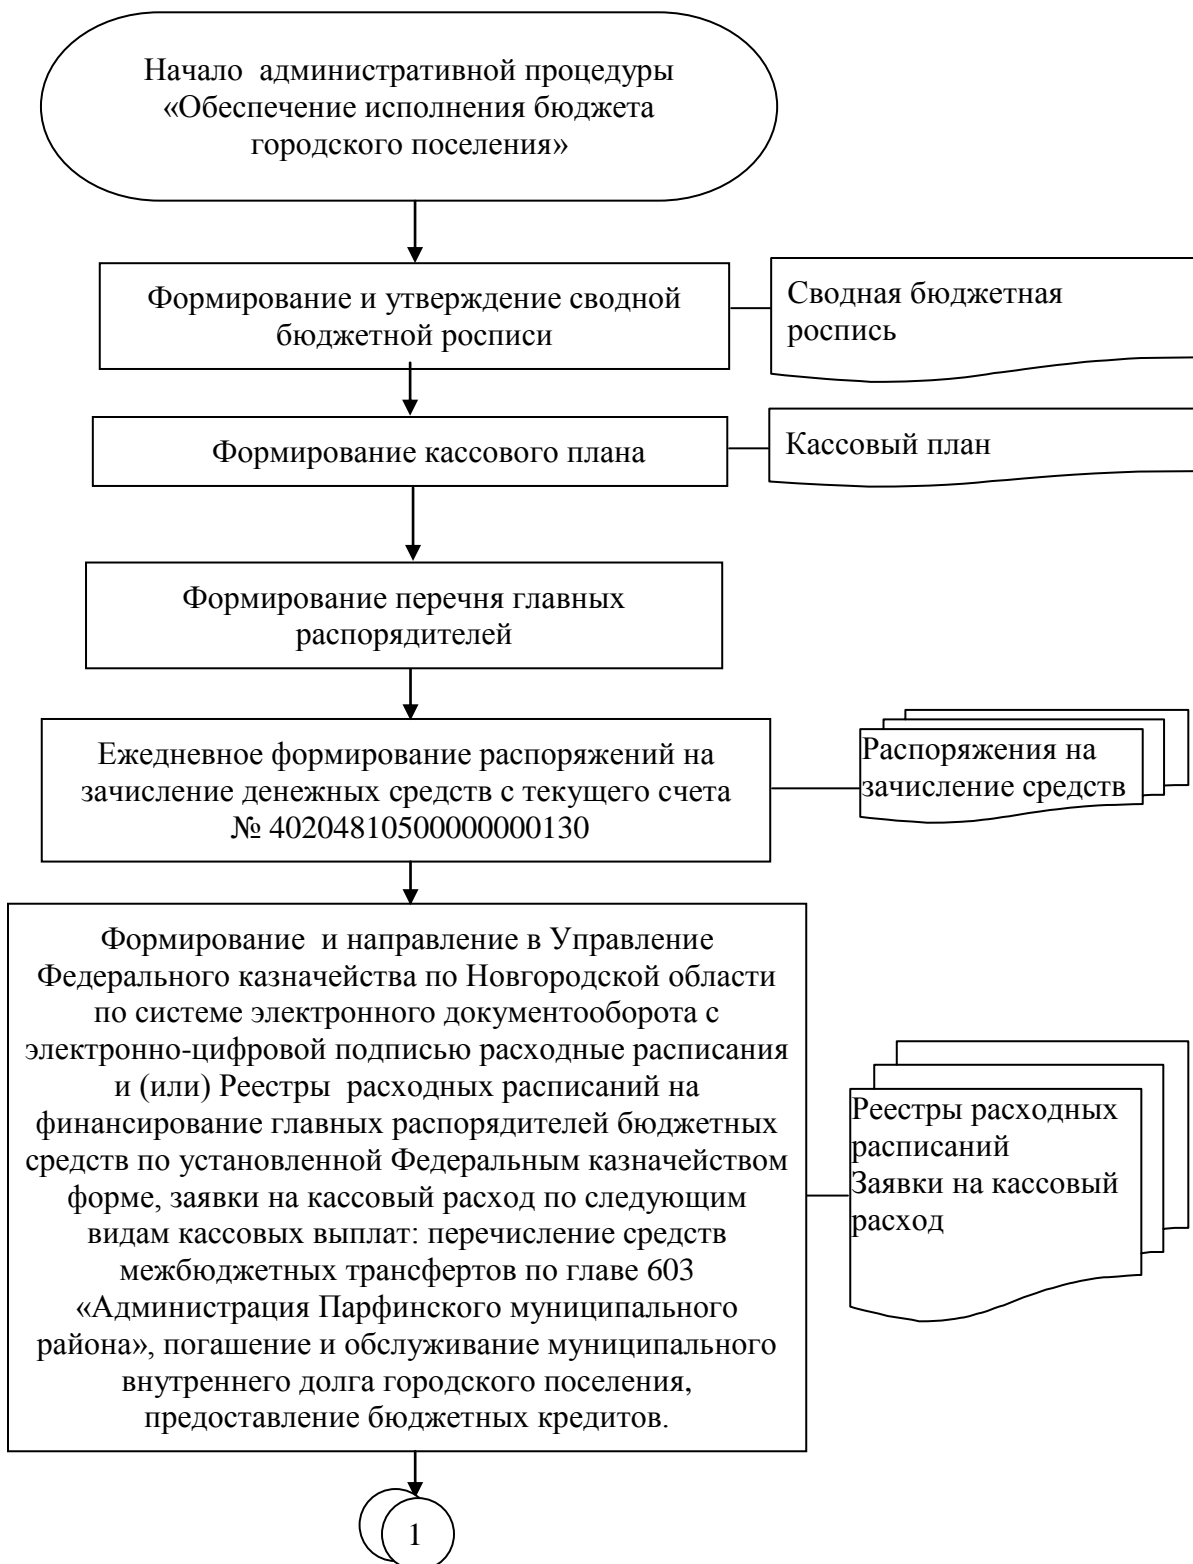 Начало административной процедуры
«Обеспечение исполнения бюджета
городского поселения»
Формирование и утверждение сводной
бюджетной росписи
Сводная бюджетная
роспись
Формирование кассового плана
Кассовый план
Формирование перечня главных
распорядителей
Ежедневное формирование распоряжений на
зачисление денежных средств с текущего счета
№ 40204810500000000130
Распоряжения на
зачисление средств
Формирование и направление в Управление
Федерального казначейства по Новгородской области
по системе электронного документооборота с
электронно-цифровой подписью расходные расписания
и (или) Реестры расходных расписаний на
финансирование главных распорядителей бюджетных
средств по установленной Федеральным казначейством
форме, заявки на кассовый расход по следующим
видам кассовых выплат: перечисление средств
межбюджетных трансфертов по главе 603
«Администрация Парфинского муниципального
района», погашение и обслуживание муниципального
внутреннего долга городского поселения,
предоставление бюджетных кредитов.
Реестры расходных
расписаний
Заявки на кассовый
расход
1